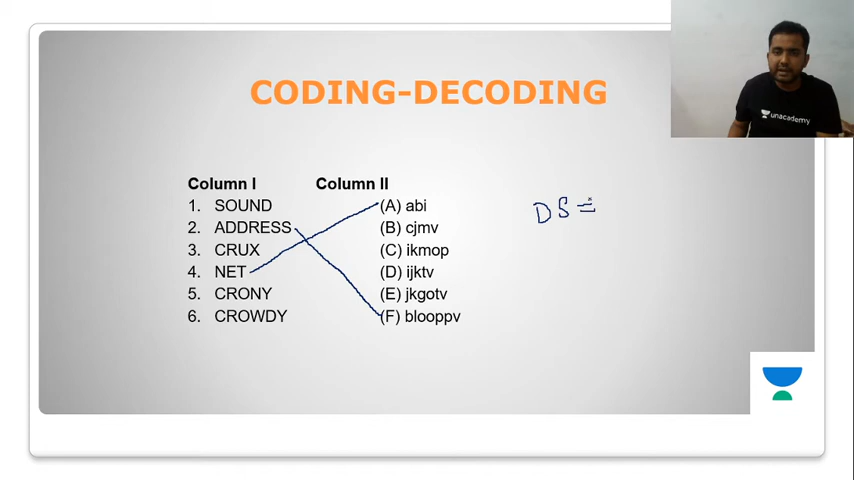 unacademy
CODING-DECODING
Column I Column II
1. SOUND (A) abi
2. ADDRESS (B) cjmv
3. CRUX (C) ikmop
4. NET (D) ijktv
5. CRONY (E) jkgotv
6. CROWDY (F) blooppv
DS=